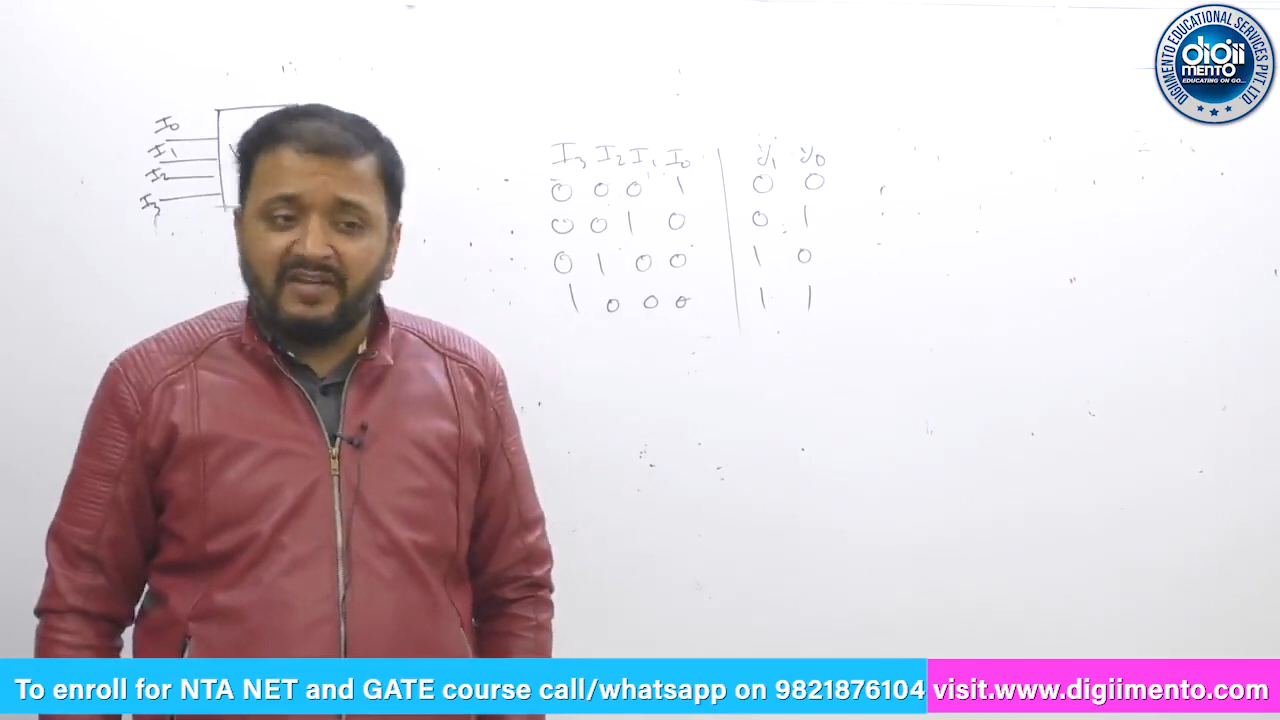 DIGIIMENTO EDUCATIONAL SERVICES PVT. LTD
digii
MENTO
EDUCATING ON GO...
I0
I1
I2
I3
I3 I2 I1 I0 y1 y0
0 0 0 1 0 0
0 0 1 0 0 1
0 1 0 0 1 0
1 0 0 0 1 1
To enroll for NTA NET and GATE course call/whatsapp on 9821876104 visit.www.digiimento.com